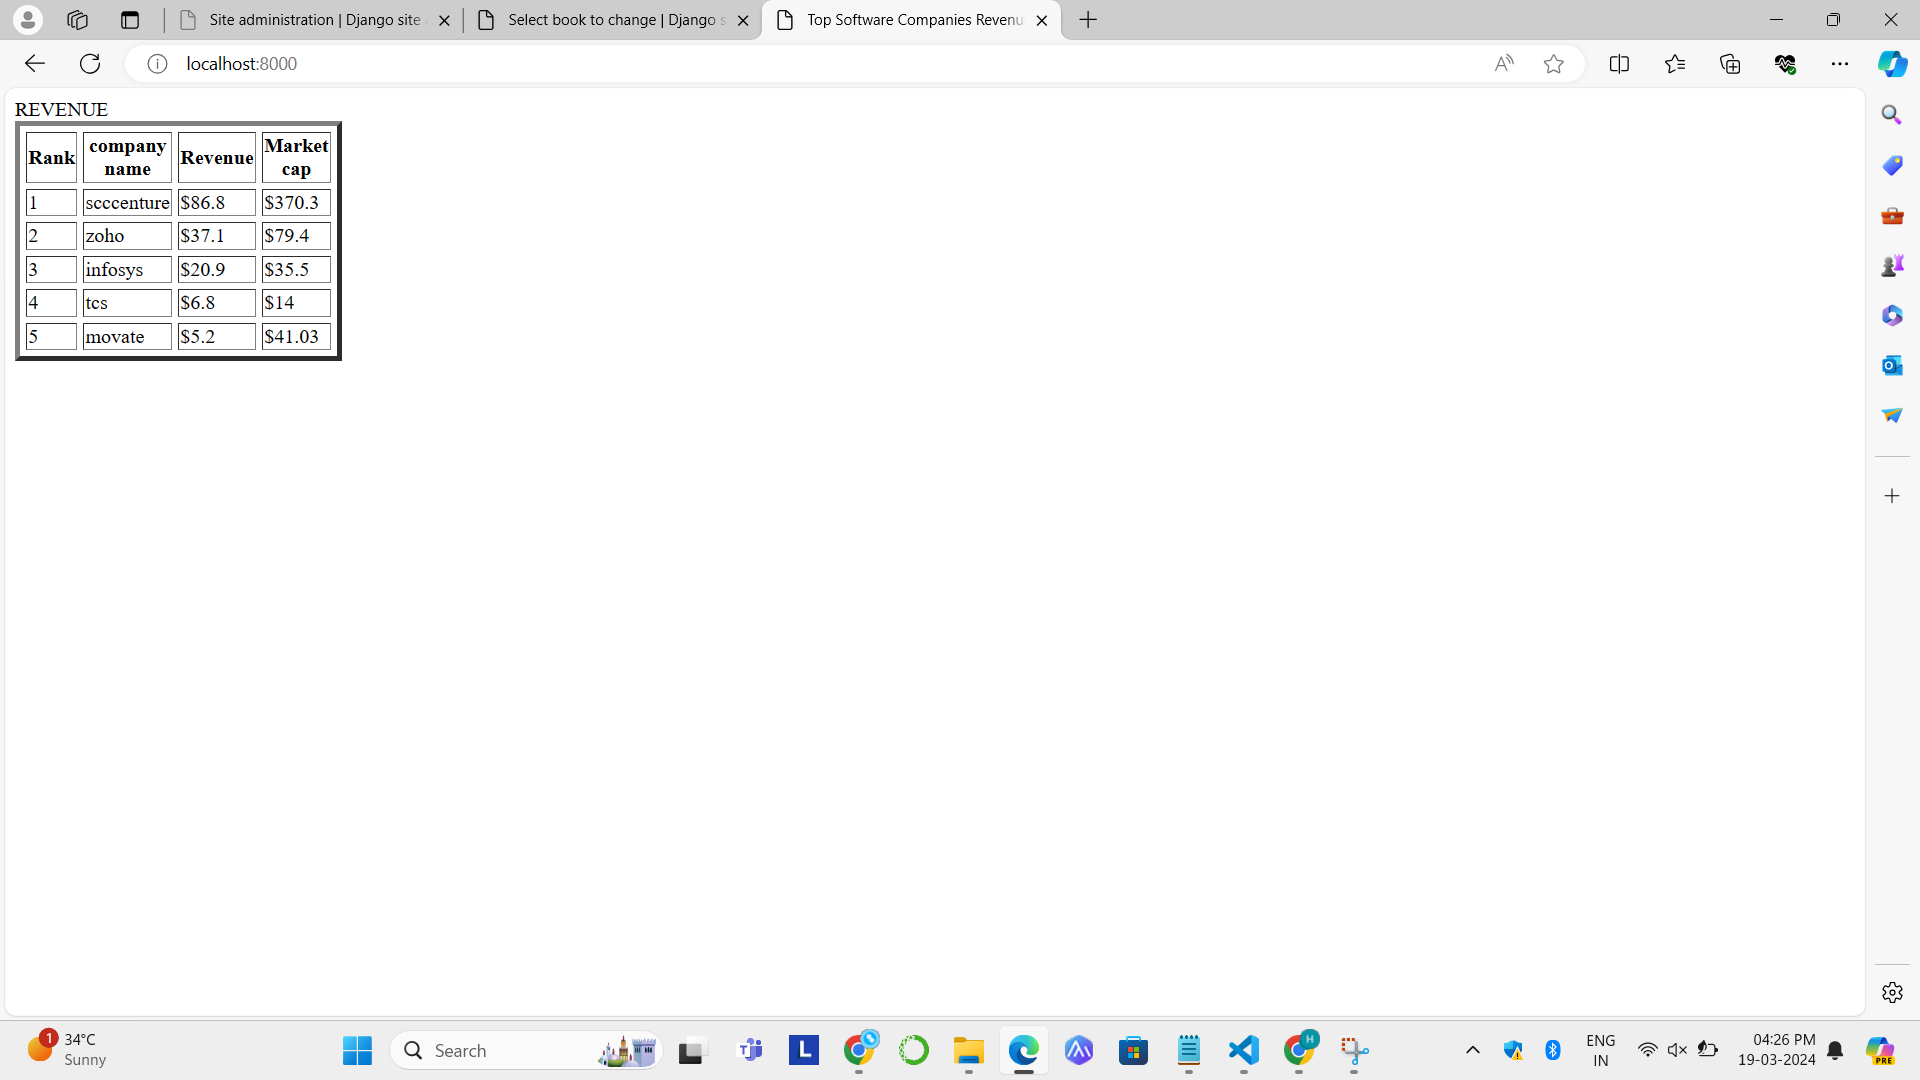 Site administration | Django site a
Select book to change | Django s
Top Software Companies Revenu
localhost:8000
REVENUE
Rank company name Revenue Market cap
1 scccenture $86.8 $370.3
2 zoho $37.1 $79.4
3 infosys $20.9 $35.5
4 tcs $6.8 $14
5 movate $5.2 $41.03
1 34°C
Sunny
Search
L
H
ENG
IN
04:26 PM
19-03-2024
PRE